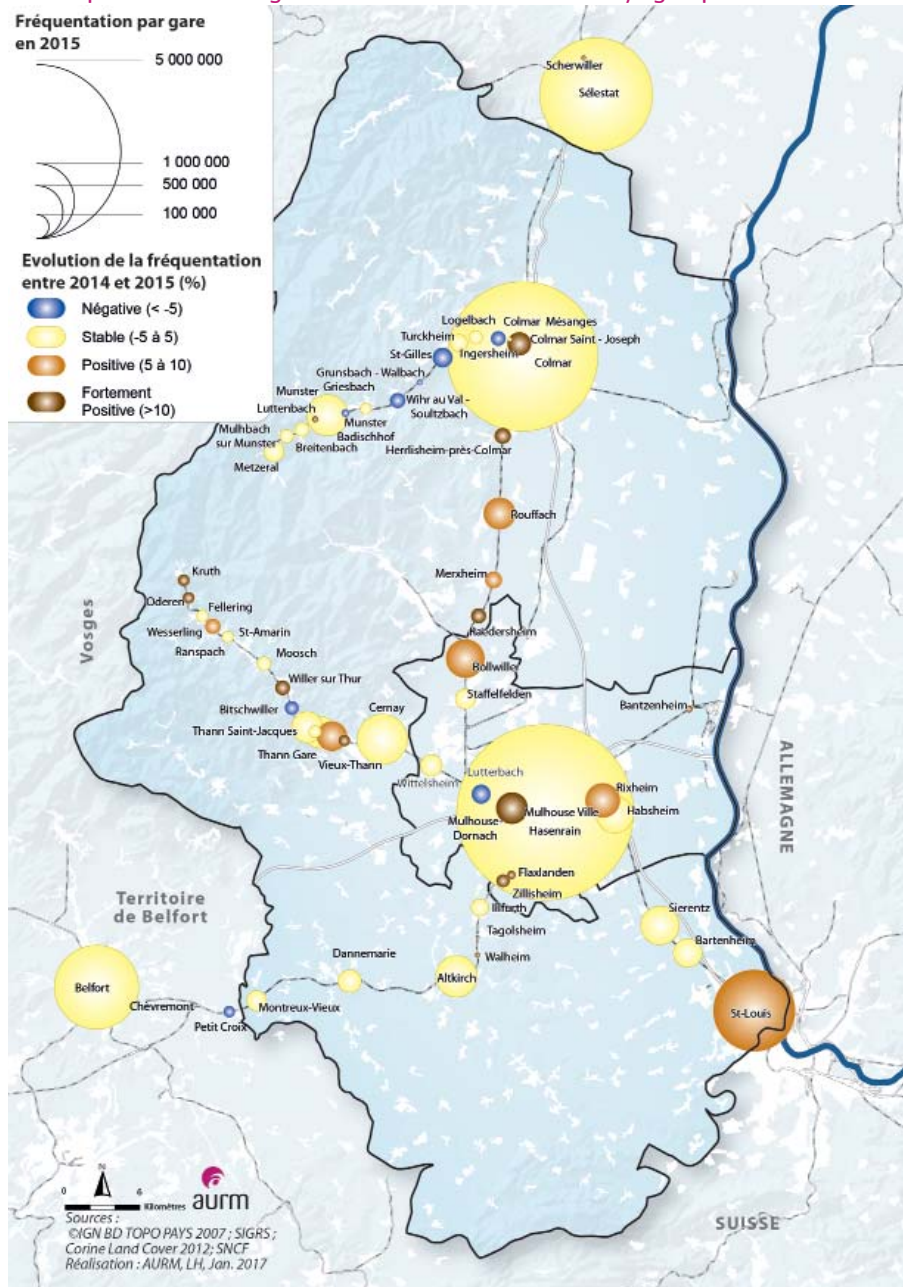 Fréquentation par gare
en 2015
5 000 000
1 000 000
500 000
100 000
Evolution de la fréquentation
entre 2014 et 2015 (%)
Négative (< -5)
Stable (-5 à 5)
Positive (5 à 10)
Fortement
Positive (>10)
Scherwiller
Sélestat
Logelbach
Colmar Mésanges
Turckheim
Colmar Saint - Joseph
St-Gilles
Ingersheim
Colmar
Grunsbach - Walbach
Munster
Griesbach
Wihr au Val -
Soultzbach
Luttenbach
Munster
Badischhof
Mulhbach
sur Munster
Breitenbach
Metzeral
Herrlisheim-près-Colmar
Rouffach
Merxheim
Kruth
Oderen
Fellering
Wesserling
St-Amarin
Ranspach
Moosch
Raedersheim
Bollwiller
Staffelfelden
Willer sur Thur
Bitschwiller
Cernay
Thann Saint-Jacques
Thann Gare
Vieux-Thann
Bantzenheim
Wittelsheim
Lutterbach
Rixheim
Mulhouse Ville
Habsheim
Mulhouse-
Dornach
Hasenrain
Flaxlanden
Zillisheim
Illfurth
Tagolsheim
Walheim
Sierentz
Bartenheim
Dannemarie
Altkirch
Belfort
Chèvremont
Petit Croix
Montreux-Vieux
St-Louis
Vosges
Territoire
de Belfort
ALLEMAGNE
SUISSE
N
0 6
Kilomètres
aurm
Sources :
©IGN BD TOPO PAYS 2007 ; SIGRS ;
Corine Land Cover 2012; SNCF
Réalisation : AURM, LH, Jan. 2017